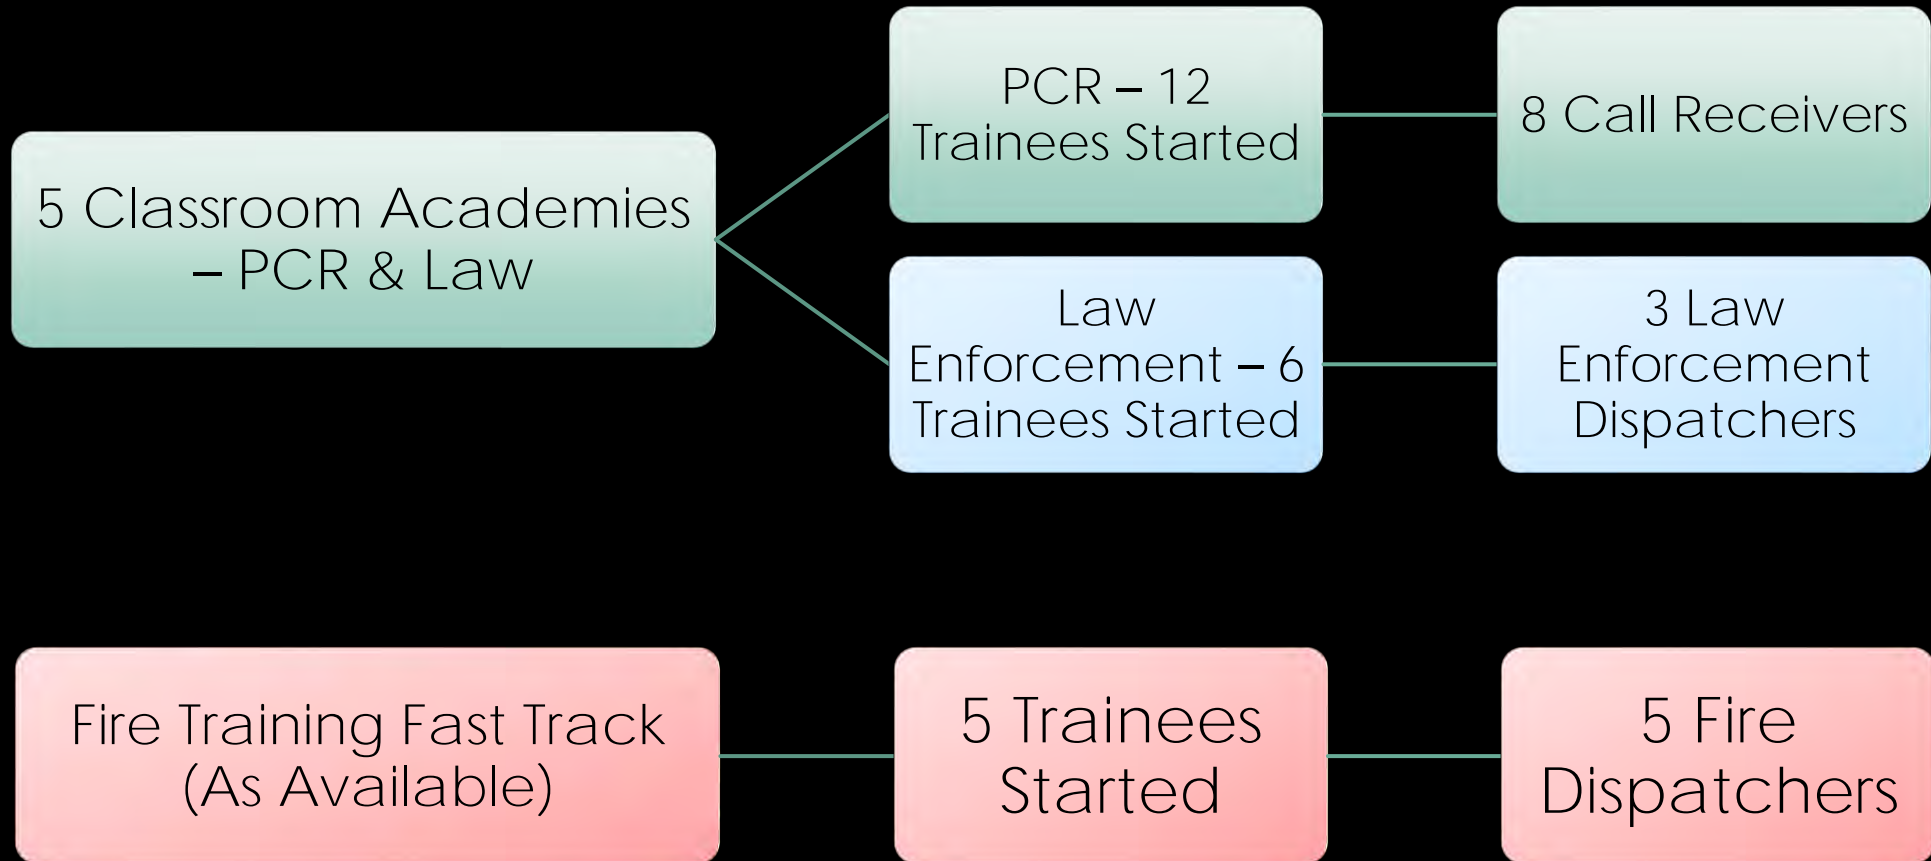 5 Classroom Academies
– PCR & Law
PCR – 12
Trainees Started
8 Call Receivers
Law
Enforcement – 6
Trainees Started
3 Law
Enforcement
Dispatchers
Fire Training Fast Track
(As Available)
5 Trainees
Started
5 Fire
Dispatchers